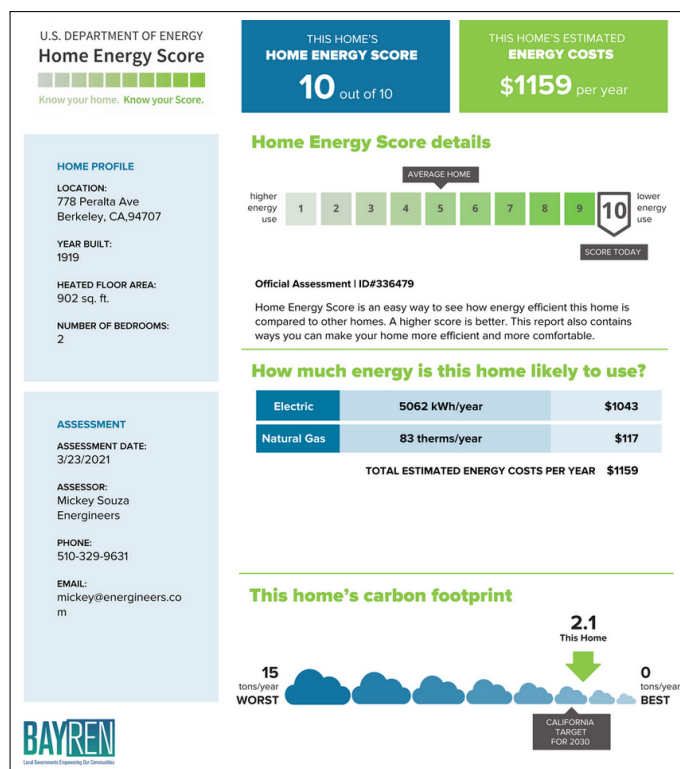 U.S. DEPARTMENT OF ENERGY
Home Energy Score
Know your home. Know your Score.
THIS HOME'S
HOME ENERGY SCORE
10 out of 10
THIS HOME'S ESTIMATED
ENERGY COSTS
$1159 per year
HOME PROFILE
LOCATION:
778 Peralta Ave
Berkeley, CA,94707
YEAR BUILT:
1919
HEATED FLOOR AREA:
902 sq. ft.
NUMBER OF BEDROOMS:
2
ASSESSMENT
ASSESSMENT DATE:
3/23/2021
ASSESSOR:
Mickey Souza
Energineers
PHONE:
510-329-9631
EMAIL:
mickey@energineers.co
m
Home Energy Score details
AVERAGE HOME
higher
energy
use
1 2 3 4 5 6 7 8 9 10
lower
energy
use
SCORE TODAY
Official Assessment | ID#336479
Home Energy Score is an easy way to see how energy efficient this home is
compared to other homes. A higher score is better. This report also contains
ways you can make your home more efficient and more comfortable.
How much energy is this home likely to use?
Electric 5062 kWh/year $1043
Natural Gas 83 therms/year $117
TOTAL ESTIMATED ENERGY COSTS PER YEAR $1159
This home's carbon footprint
2.1
This Home
15
tons/year
WORST
0
tons/year
BEST
CALIFORNIA
TARGET
FOR 2030
BAYREN
Local Governments Empowering Our Communities